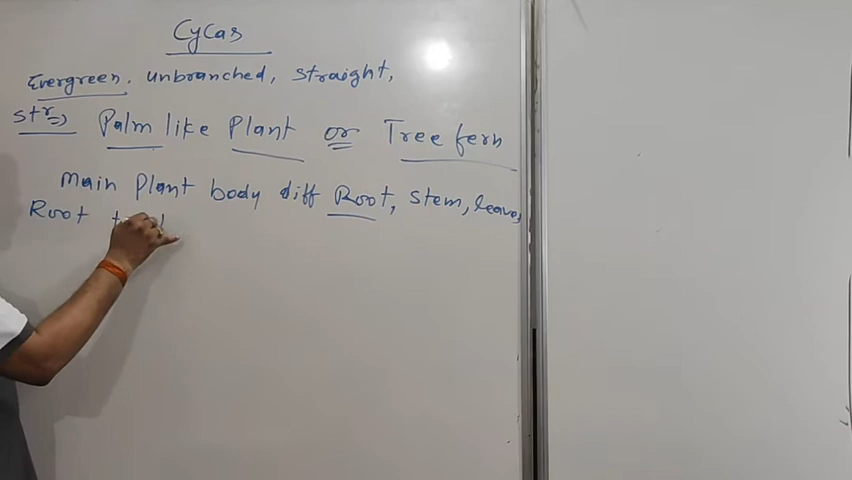 Cycas
Evergreen. unbranched, straight,
str⇒ Palm like Plant or Tree fern
Main Plant body diff Root, stem, leaves
Root